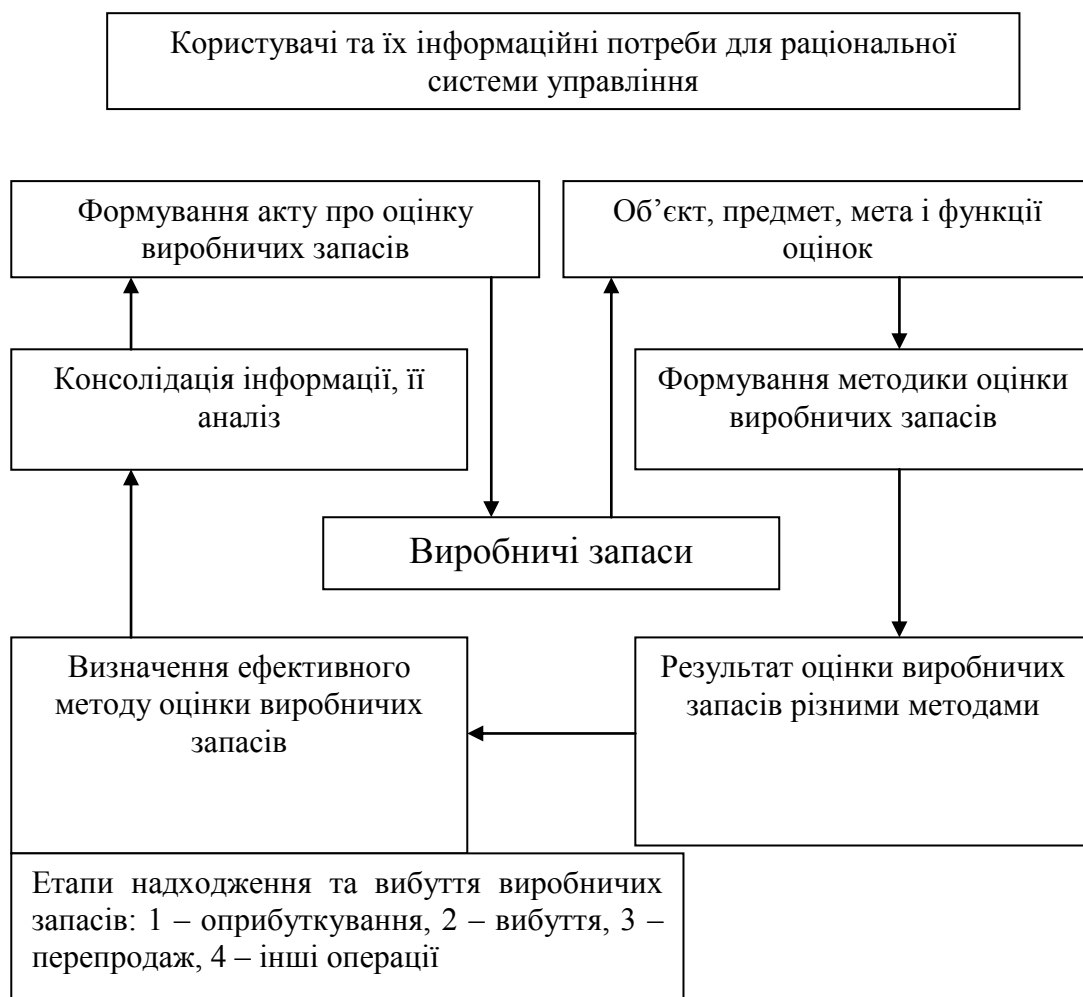 Користувачі та їх інформаційні потреби для раціональної
системи управління
Формування акту про оцінку
виробничих запасів
Об’єкт, предмет, мета і функції
оцінок
Консолідація інформації, її
аналіз
Формування методики оцінки
виробничих запасів
Виробничі запаси
Визначення ефективного
методу оцінки виробничих
запасів
Результат оцінки виробничих
запасів різними методами
Етапи надходження та вибуття виробничих
запасів: 1 – оприбуткування, 2 – вибуття, 3 –
перепродаж, 4 – інші операції